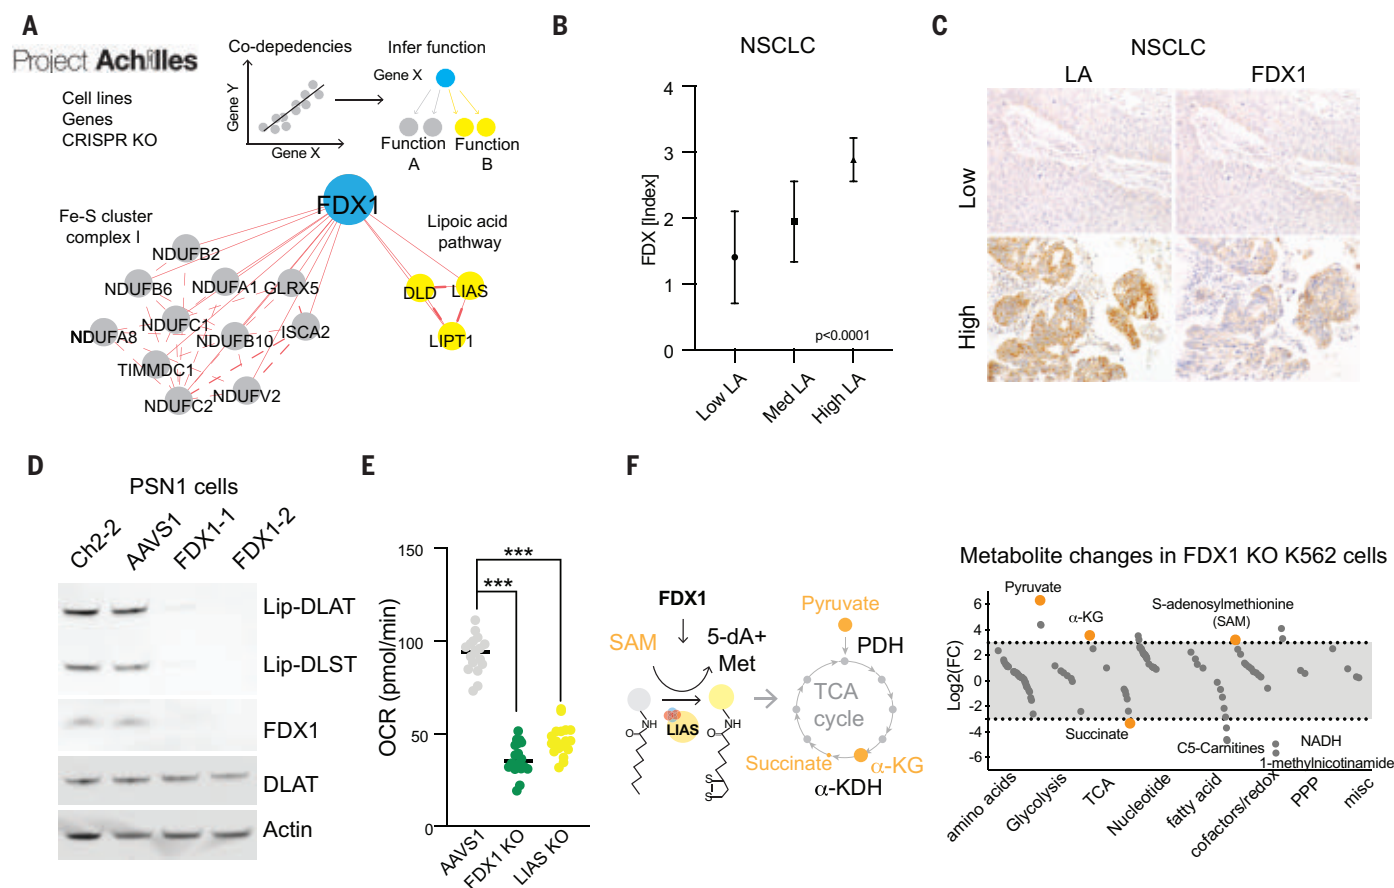 A
Project Achilles
Cell lines
Genes
CRISPR KO
Co-depedencies
Gene Y
Gene X
Infer function
Gene X
Function
A
Function
B
FDX1
Fe-S cluster
complex I
Lipoic acid
pathway
NDUFB2
NDUFB6
NDUFA1
GLRX5
NDUFA8
NDUFC1
NDUFB10
ISCA2
TIMMDC1
NDUFC2
NDUFV2
DLD
LIAS
LIPT1
B
NSCLC
FDX [Index]
4
3
2
1
0
p<0.0001
Low LA
Med LA
High LA
C
NSCLC
LA
FDX1
Low
High
D
PSN1 cells
Ch2-2
AAVS1
FDX1-1
FDX1-2
Lip-DLAT
Lip-DLST
FDX1
DLAT
Actin
E
OCR (pmol/min)
150
100
50
0
***
***
AAVS1
FDX1 KO
LIAS KO
F
FDX1
SAM
5-dA+
Met
LIAS
NH
O
NH
O
S
S
Pyruvate
PDH
TCA
cycle
Succinate
α-KG
α-KDH
Metabolite changes in FDX1 KO K562 cells
Log2(FC)
6
4
2
0
-2
-4
-6
Pyruvate
α-KG
S-adenosylmethionine
(SAM)
Succinate
C5-Carnitines
NADH
1-methylnicotinamide
amino acids
Glycolysis
TCA
Nucleotide
fatty acid
cofactors/redox
PPP
misc